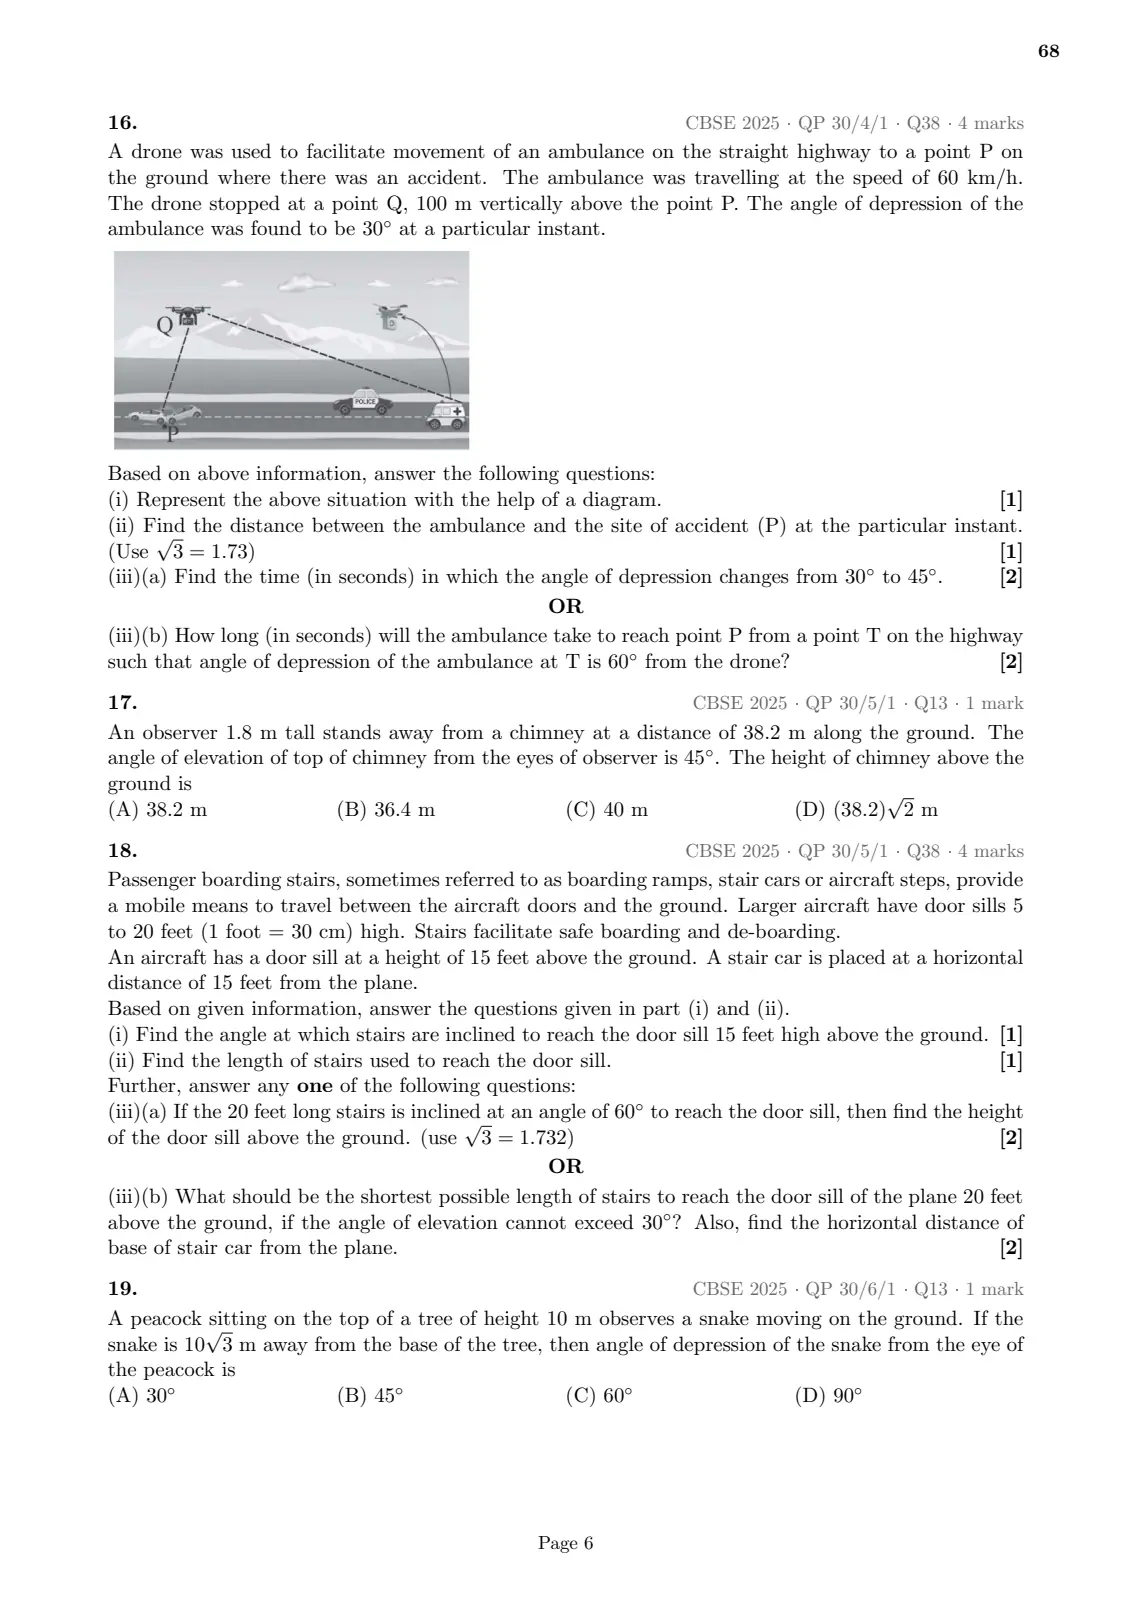 68
16. CBSE 2025 · QP 30/4/1 · Q38 · 4 marks
A drone was used to facilitate movement of an ambulance on the straight highway to a point P on
the ground where there was an accident. The ambulance was travelling at the speed of 60 km/h.
The drone stopped at a point Q, 100 m vertically above the point P. The angle of depression of the
ambulance was found to be 30° at a particular instant.
Q
POLICE
P
Based on above information, answer the following questions:
(i) Represent the above situation with the help of a diagram. [1]
(ii) Find the distance between the ambulance and the site of accident (P) at the particular instant.
(Use √3 = 1.73) [1]
(iii)(a) Find the time (in seconds) in which the angle of depression changes from 30° to 45°. [2]
OR
(iii)(b) How long (in seconds) will the ambulance take to reach point P from a point T on the highway
such that angle of depression of the ambulance at T is 60° from the drone? [2]
17. CBSE 2025 · QP 30/5/1 · Q13 · 1 mark
An observer 1.8 m tall stands away from a chimney at a distance of 38.2 m along the ground. The
angle of elevation of top of chimney from the eyes of observer is 45°. The height of chimney above the
ground is
(A) 38.2 m (B) 36.4 m (C) 40 m (D) (38.2)√2 m
18. CBSE 2025 · QP 30/5/1 · Q38 · 4 marks
Passenger boarding stairs, sometimes referred to as boarding ramps, stair cars or aircraft steps, provide
a mobile means to travel between the aircraft doors and the ground. Larger aircraft have door sills 5
to 20 feet (1 foot = 30 cm) high. Stairs facilitate safe boarding and de-boarding.
An aircraft has a door sill at a height of 15 feet above the ground. A stair car is placed at a horizontal
distance of 15 feet from the plane.
Based on given information, answer the questions given in part (i) and (ii).
(i) Find the angle at which stairs are inclined to reach the door sill 15 feet high above the ground. [1]
(ii) Find the length of stairs used to reach the door sill. [1]
Further, answer any one of the following questions:
(iii)(a) If the 20 feet long stairs is inclined at an angle of 60° to reach the door sill, then find the height
of the door sill above the ground. (use √3 = 1.732) [2]
OR
(iii)(b) What should be the shortest possible length of stairs to reach the door sill of the plane 20 feet
above the ground, if the angle of elevation cannot exceed 30°? Also, find the horizontal distance of
base of stair car from the plane. [2]
19. CBSE 2025 · QP 30/6/1 · Q13 · 1 mark
A peacock sitting on the top of a tree of height 10 m observes a snake moving on the ground. If the
snake is 10√3 m away from the base of the tree, then angle of depression of the snake from the eye of
the peacock is
(A) 30° (B) 45° (C) 60° (D) 90°
Page 6